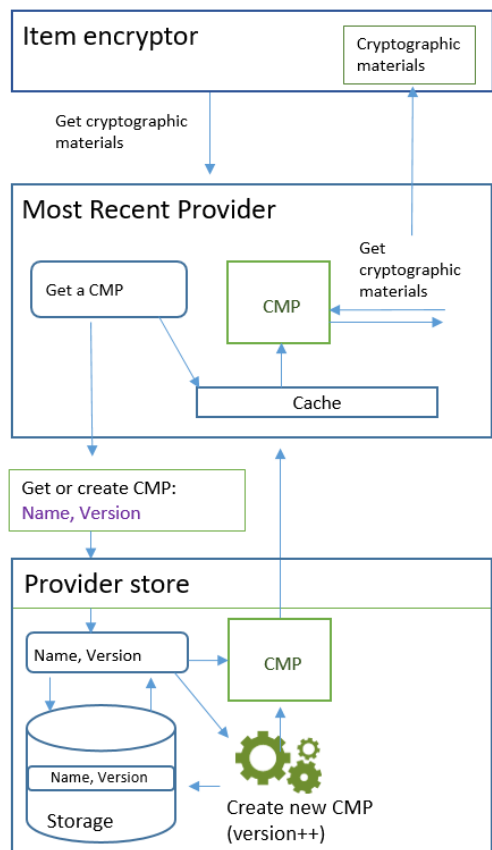 Item encryptor
Cryptographic
materials
Get cryptographic
materials
Most Recent Provider
Get a CMP
CMP
Get
cryptographic
materials
Cache
Get or create CMP:
Name, Version
Provider store
Name, Version
CMP
Name, Version
Storage
Create new CMP
(version++)